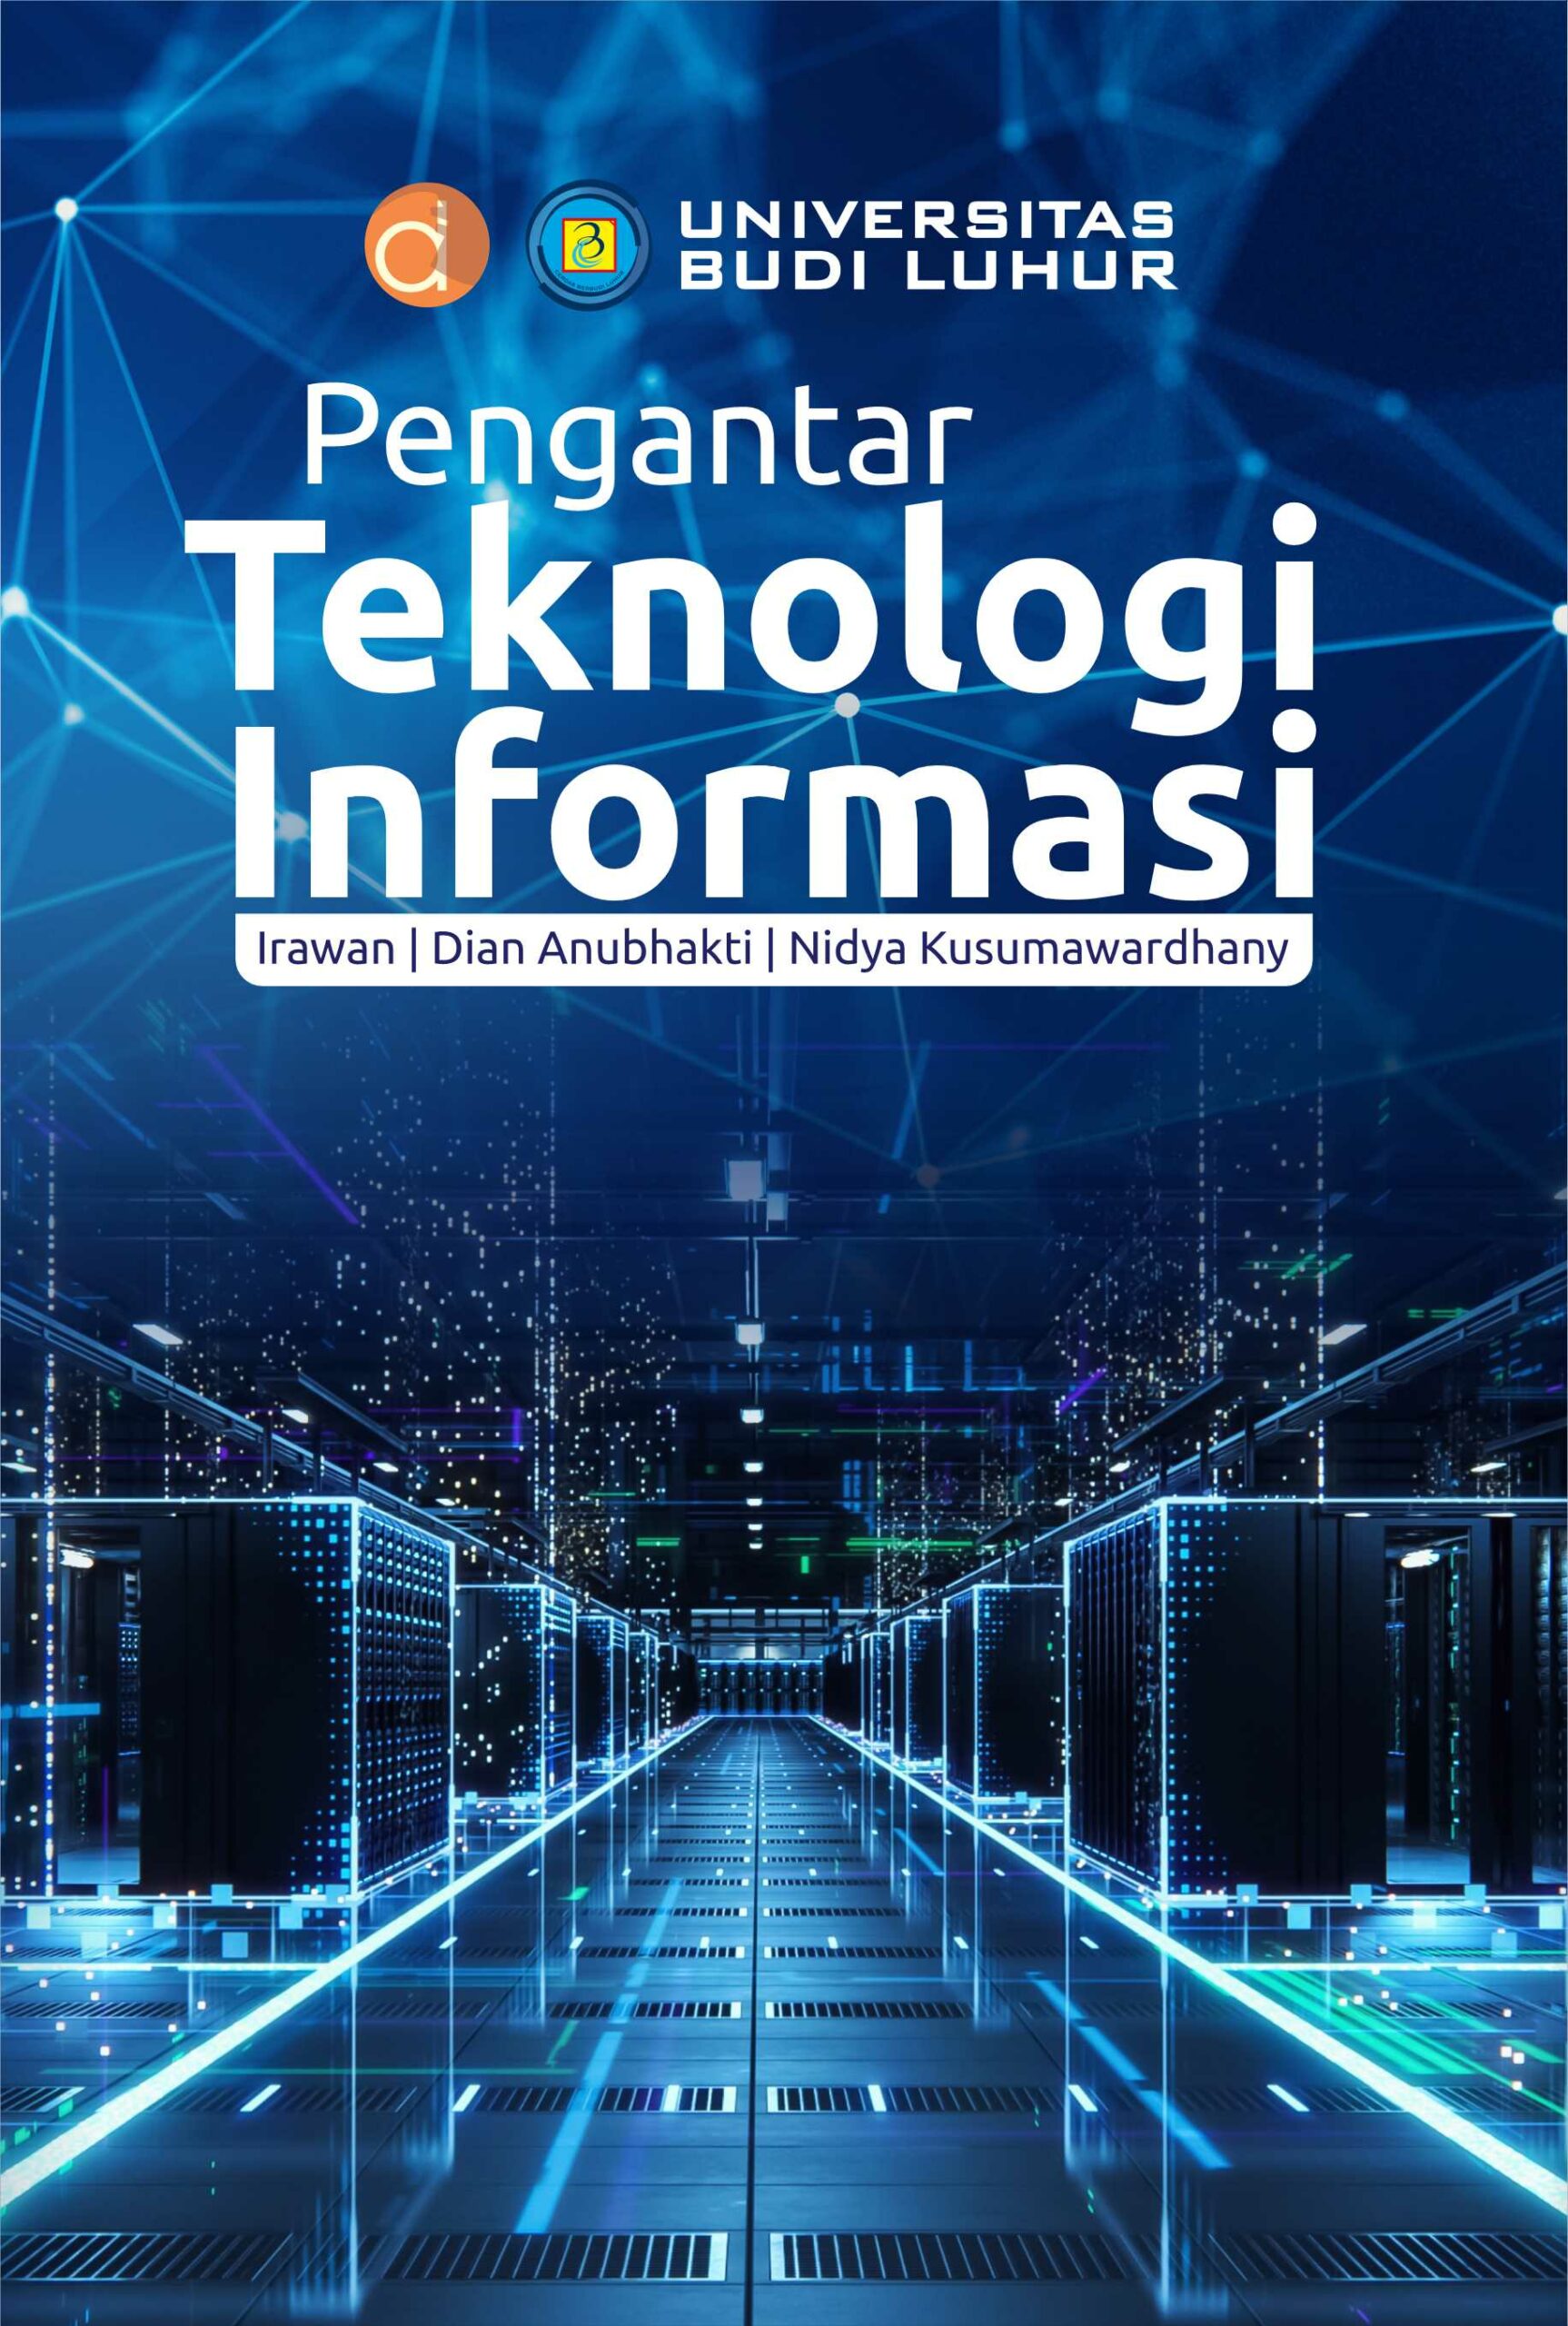 UNIVERSITAS
BUDI LUHUR
Pengantar
Teknologi
Informasi
Irawan | Dian Anubhakti | Nidya Kusumawardhany